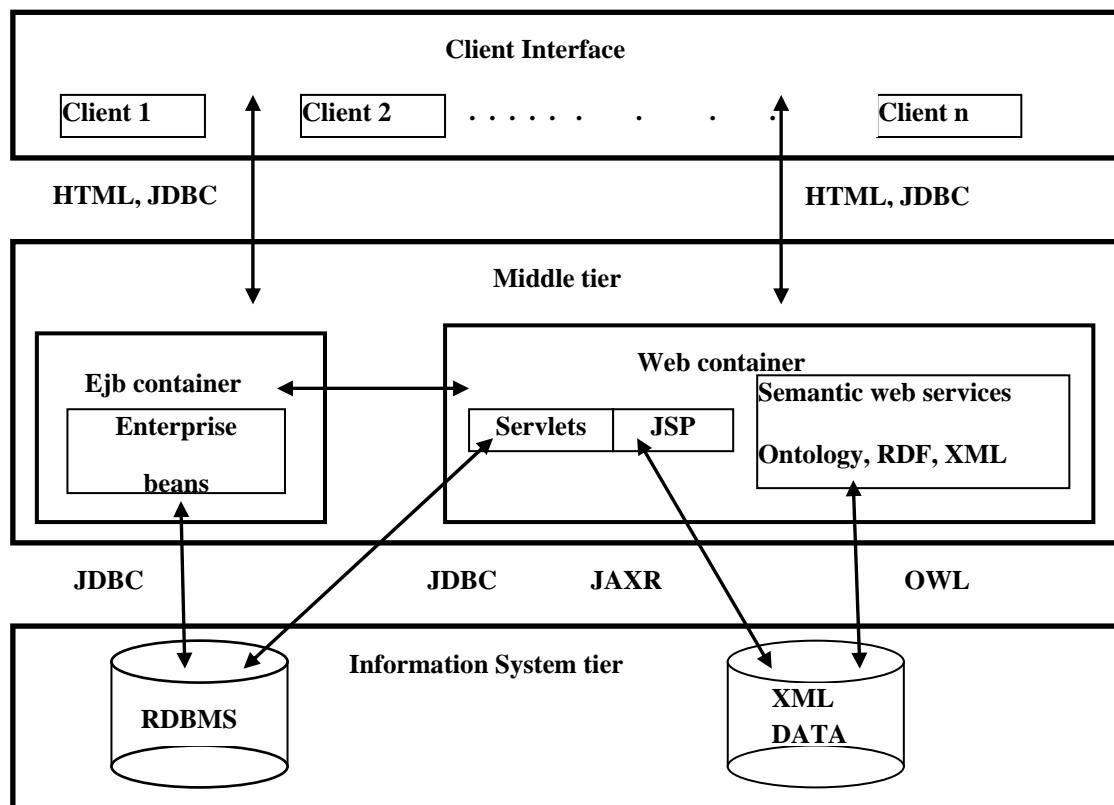 Client Interface
Client 1
Client 2
. . . . . . . . .
Client n
HTML, JDBC
HTML, JDBC
Middle tier
Ejb container
Enterprise
beans
Web container
Servlets
JSP
Semantic web services
Ontology, RDF, XML
JDBC
JDBC
JAXR
OWL
Information System tier
RDBMS
XML
DATA